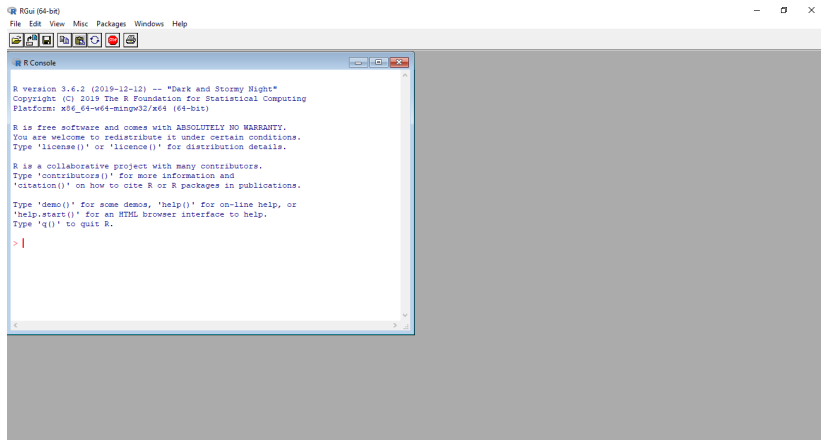 RGui (64-bit)
File Edit View Misc Packages Windows Help
STOP
R Console
R version 3.6.2 (2019-12-12) -- "Dark and Stormy Night"
Copyright (C) 2019 The R Foundation for Statistical Computing
Platform: x86_64-w64-mingw32/x64 (64-bit)
R is free software and comes with ABSOLUTELY NO WARRANTY.
You are welcome to redistribute it under certain conditions.
Type 'license()' or 'licence()' for distribution details.
R is a collaborative project with many contributors.
Type 'contributors()' for more information and
'citation()' on how to cite R or R packages in publications.
Type 'demo()' for some demos, 'help()' for on-line help, or
'help.start()' for an HTML browser interface to help.
Type 'q()' to quit R.
>